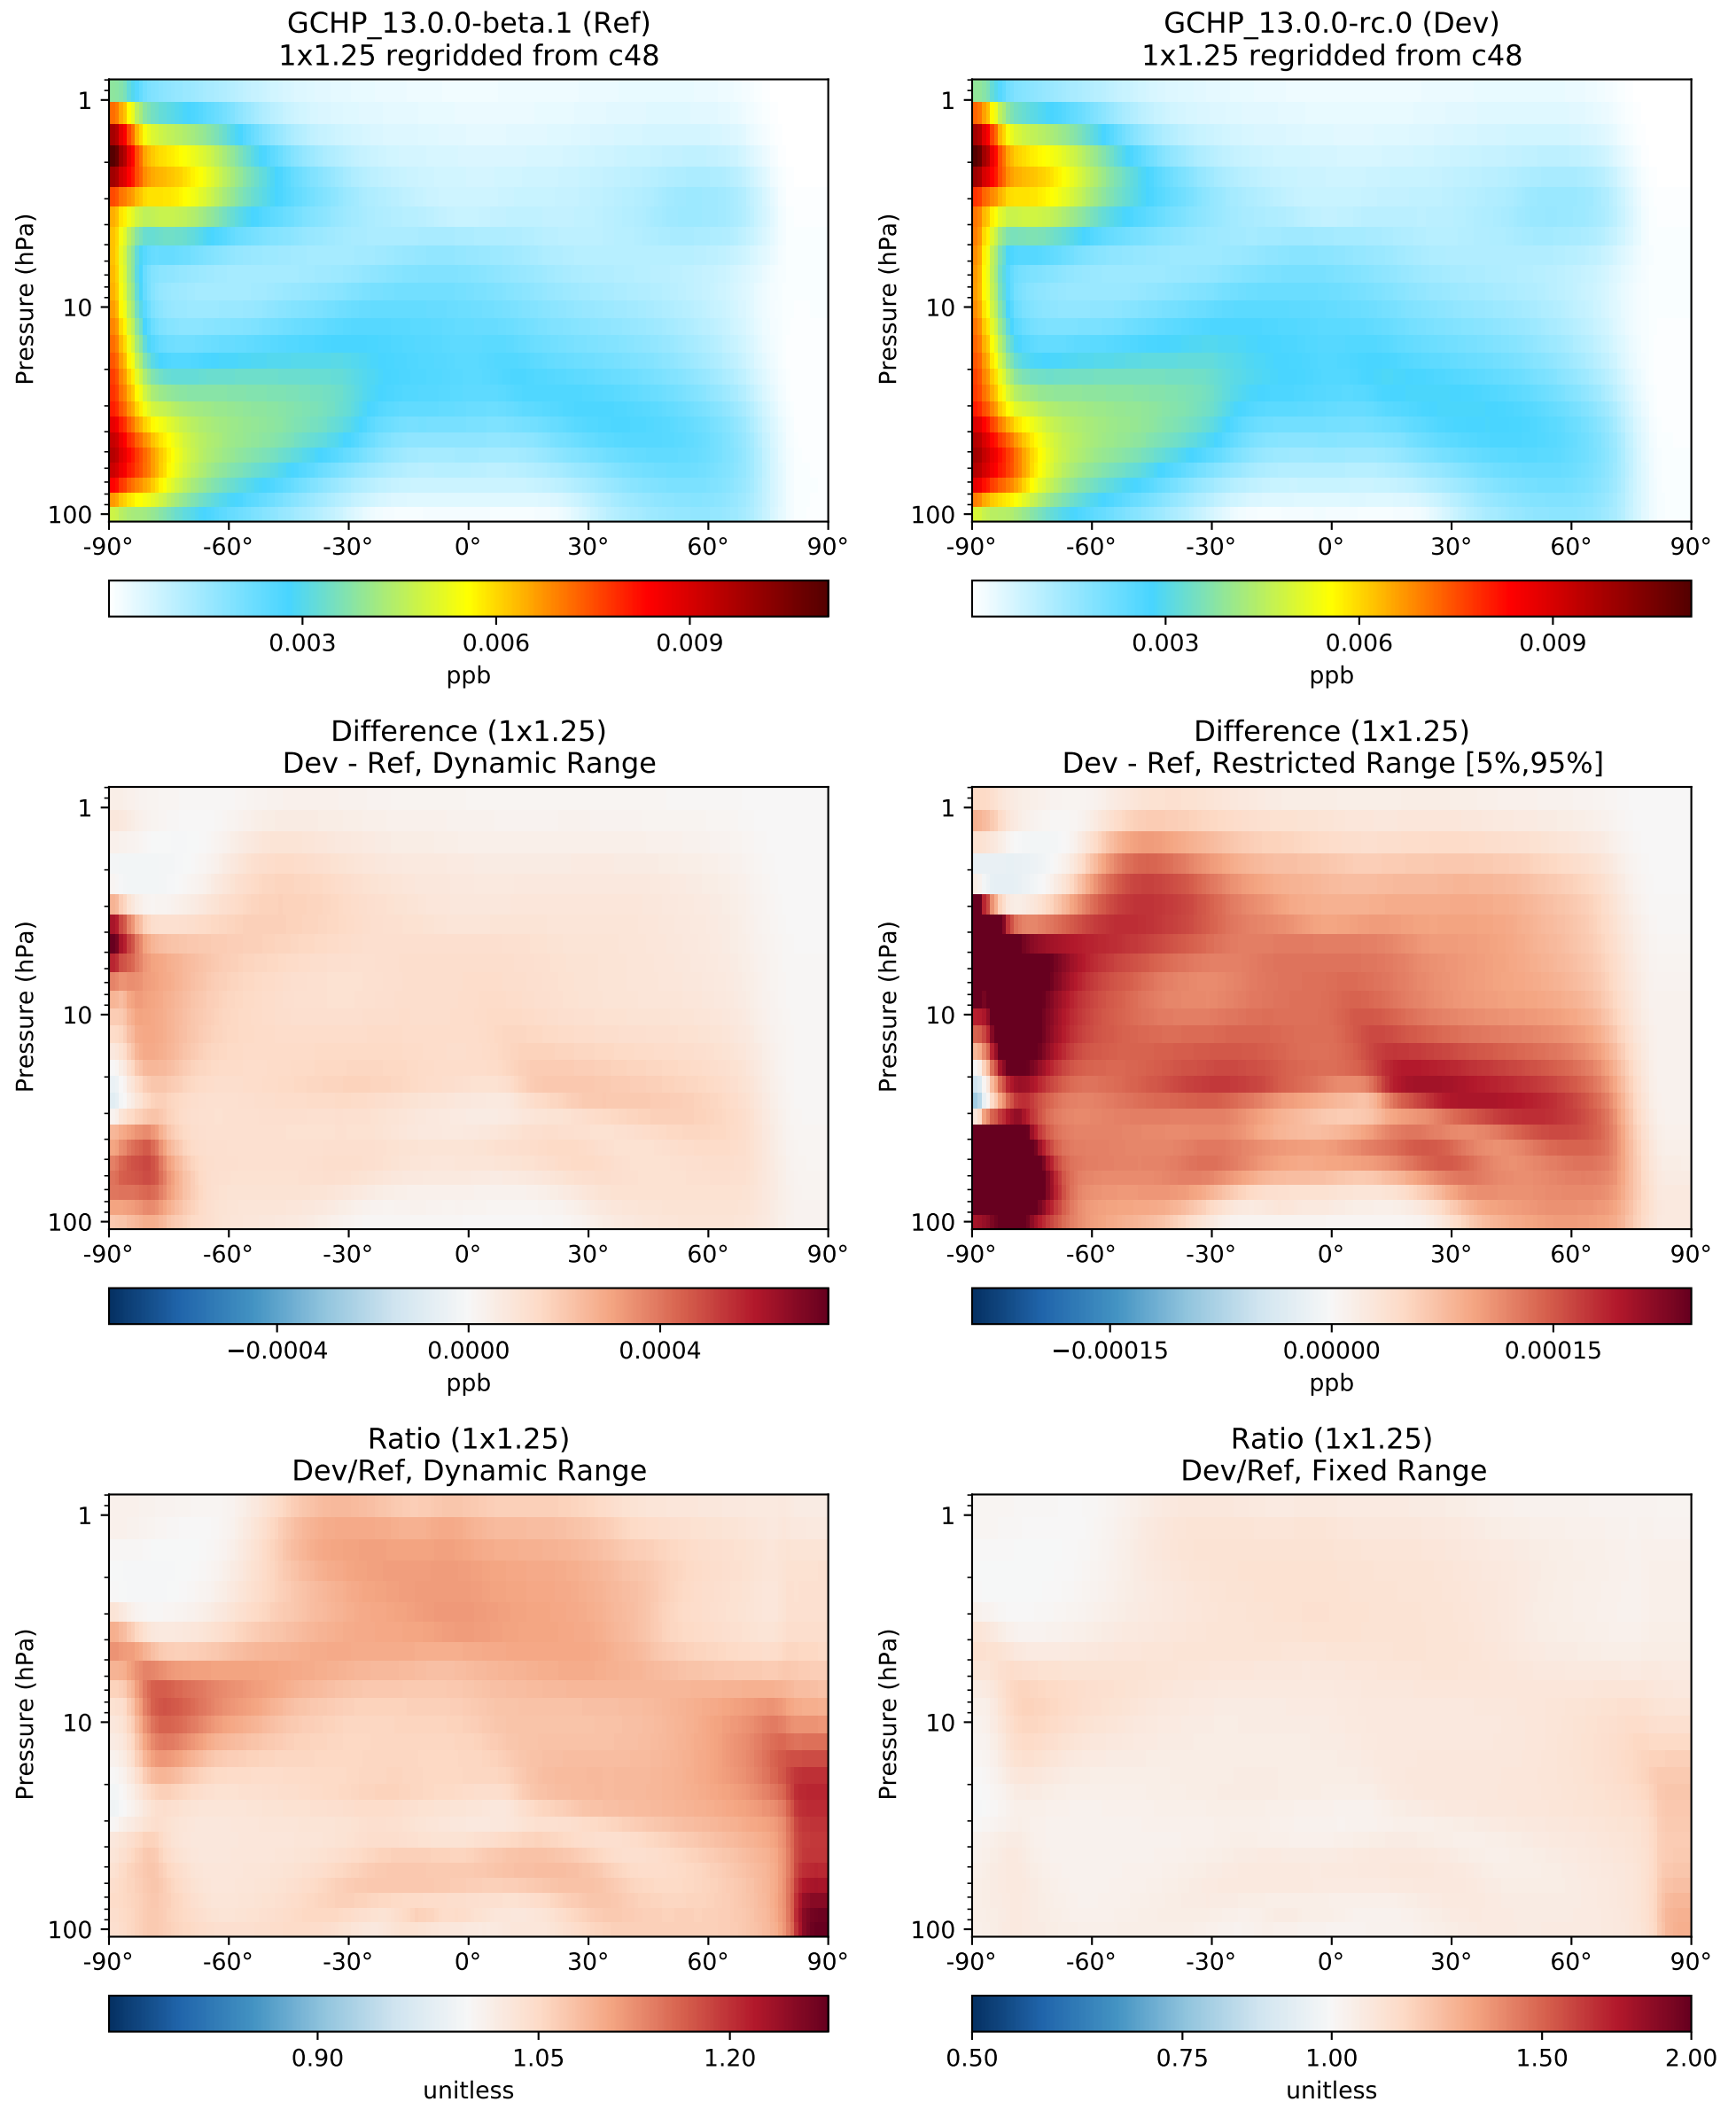 GCHP_13.0.0-beta.1 (Ref)
1x1.25 regridded from c48
Pressure (hPa)
1
10
100
-90° -60° -30° 0° 30° 60° 90°
0.003 0.006 0.009
ppb
GCHP_13.0.0-rc.0 (Dev)
1x1.25 regridded from c48
Pressure (hPa)
1
10
100
-90° -60° -30° 0° 30° 60° 90°
0.003 0.006 0.009
ppb
Difference (1x1.25)
Dev - Ref, Dynamic Range
Pressure (hPa)
1
10
100
-90° -60° -30° 0° 30° 60° 90°
−0.0004 0.0000 0.0004
ppb
Difference (1x1.25)
Dev - Ref, Restricted Range [5%,95%]
Pressure (hPa)
1
10
100
-90° -60° -30° 0° 30° 60° 90°
−0.00015 0.00000 0.00015
ppb
Ratio (1x1.25)
Dev/Ref, Dynamic Range
Pressure (hPa)
1
10
100
-90° -60° -30° 0° 30° 60° 90°
0.90 1.05 1.20
unitless
Ratio (1x1.25)
Dev/Ref, Fixed Range
Pressure (hPa)
1
10
100
-90° -60° -30° 0° 30° 60° 90°
0.50 0.75 1.00 1.50 2.00
unitless